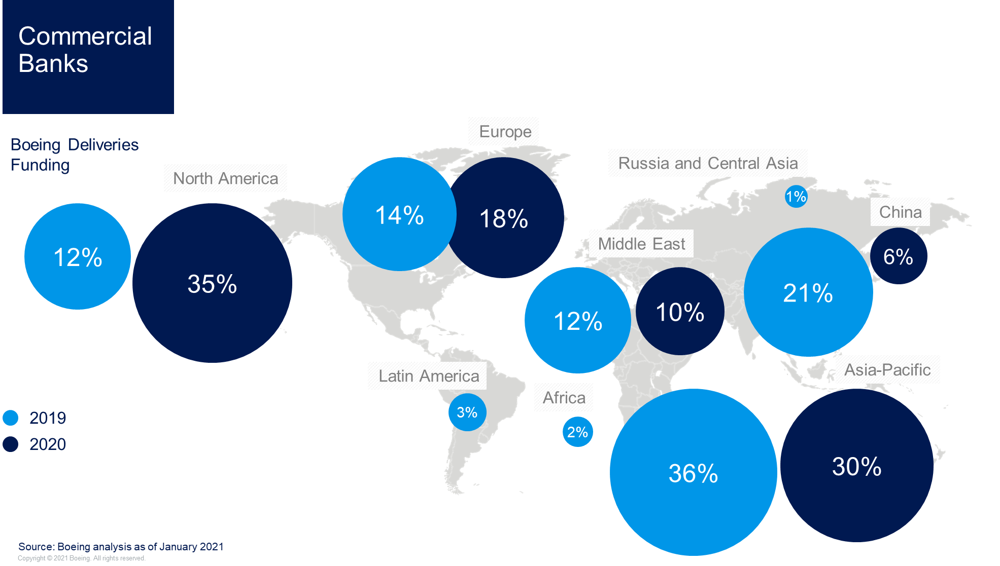 Commercial
Banks
Boeing Deliveries
Funding
North America
12%
35%
Europe
14%
18%
Russia and Central Asia
1%
China
21%
6%
Middle East
12%
10%
Latin America
3%
Africa
2%
Asia-Pacific
36%
30%
2019
2020
Source: Boeing analysis as of January 2021
Copyright © 2021 Boeing. All rights reserved.